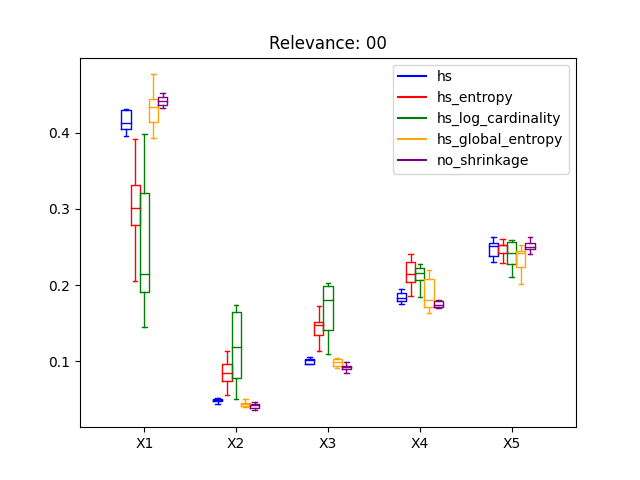 Relevance: 00
hs
hs_entropy
hs_log_cardinality
hs_global_entropy
no_shrinkage
0.4
0.3
0.2
0.1
X1 X2 X3 X4 X5